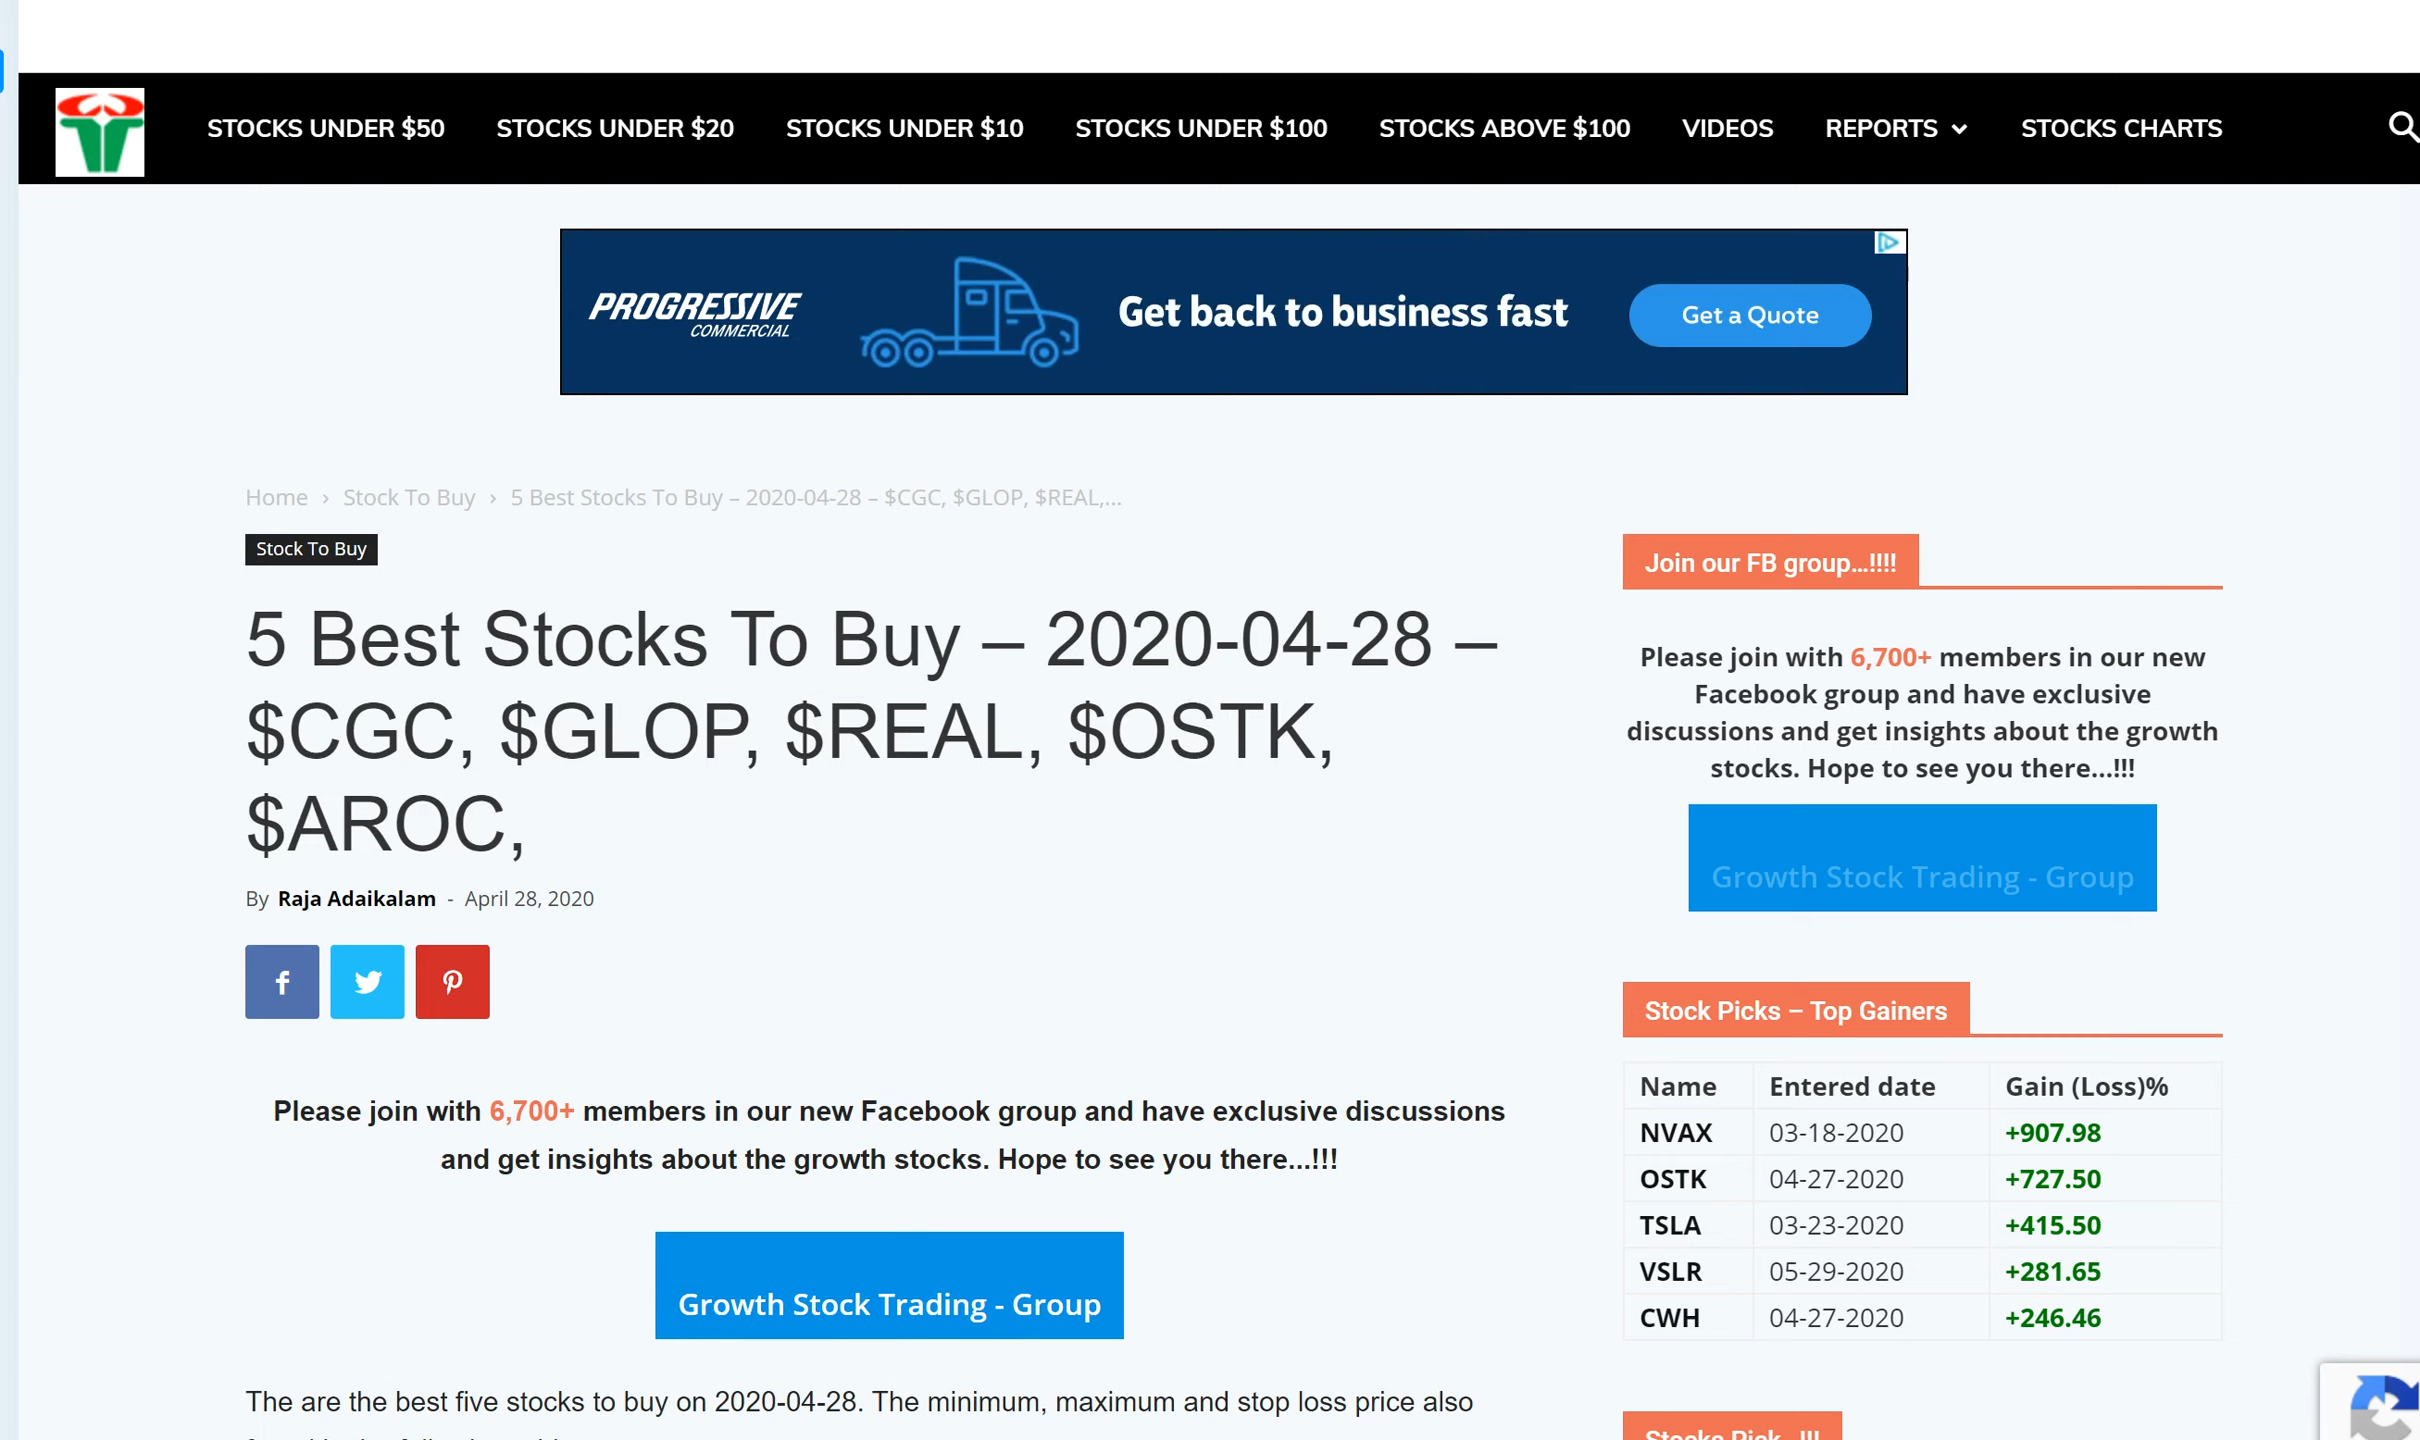 STOCKS UNDER $50 STOCKS UNDER $20 STOCKS UNDER $10 STOCKS UNDER $100 STOCKS ABOVE $100 VIDEOS REPORTS STOCKS CHARTS
PROGRESSIVE
COMMERCIAL
Get back to business fast
Get a Quote
Home › Stock To Buy › 5 Best Stocks To Buy – 2020-04-28 – $CGC, $GLOP, $REAL,...
Stock To Buy
5 Best Stocks To Buy – 2020-04-28 –
$CGC, $GLOP, $REAL, $OSTK,
$AROC,
By Raja Adaikalam - April 28, 2020
Please join with 6,700+ members in our new Facebook group and have exclusive discussions
and get insights about the growth stocks. Hope to see you there...!!!
Growth Stock Trading - Group
The are the best five stocks to buy on 2020-04-28. The minimum, maximum and stop loss price also
Join our FB group...!!!!
Please join with 6,700+ members in our new
Facebook group and have exclusive
discussions and get insights about the growth
stocks. Hope to see you there...!!!
Growth Stock Trading - Group
Stock Picks – Top Gainers
Name Entered date Gain (Loss)%
NVAX 03-18-2020 +907.98
OSTK 04-27-2020 +727.50
TSLA 03-23-2020 +415.50
VSLR 05-29-2020 +281.65
CWH 04-27-2020 +246.46
Stocks Pick...!!!